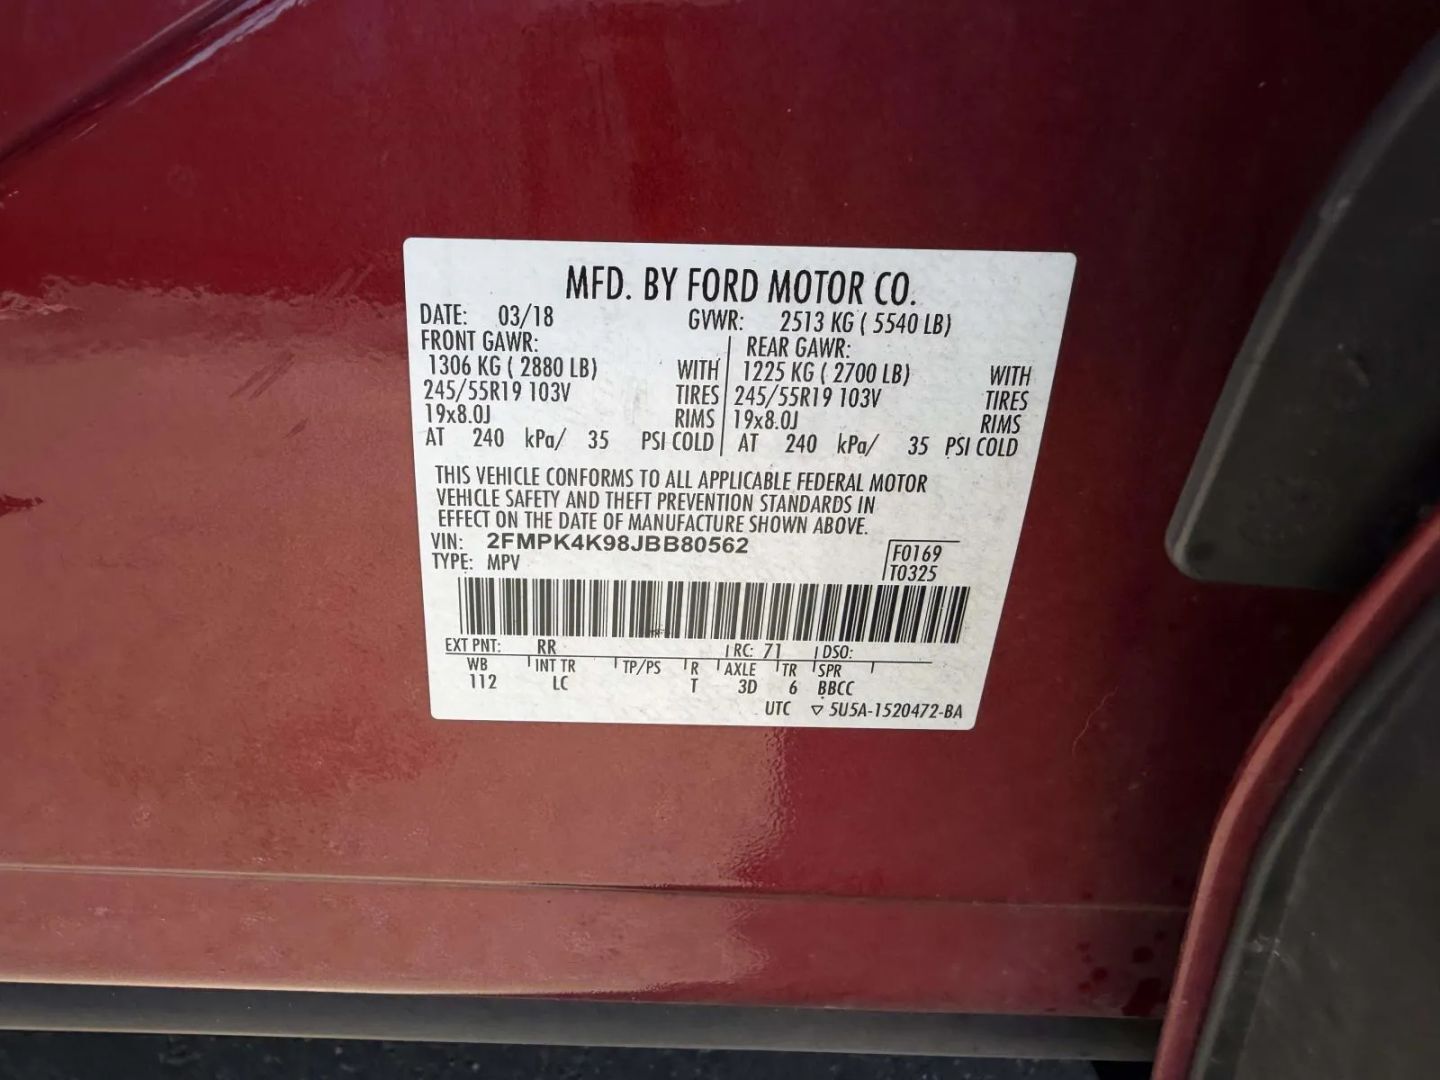 MFD. BY FORD MOTOR CO.
DATE: 03/18 GVWR: 2513 KG ( 5540 LB)
FRONT GAWR: REAR GAWR:
1306 KG ( 2880 LB) WITH 1225 KG ( 2700 LB) WITH
245/55R19 103V TIRES 245/55R19 103V TIRES
19x8.0J RIMS 19x8.0J RIMS
AT 240 kPa/ 35 PSI COLD AT 240 kPa/ 35 PSI COLD
THIS VEHICLE CONFORMS TO ALL APPLICABLE FEDERAL MOTOR
VEHICLE SAFETY AND THEFT PREVENTION STANDARDS IN
EFFECT ON THE DATE OF MANUFACTURE SHOWN ABOVE.
VIN: 2FMPK4K98JBB80562 F0169
TYPE: MPV T0325
EXT PNT: RR RC: 71 DSO:
WB INT TR TP/PS R AXLE TR SPR
112 LC T 3D 6 BBCC
UTC ▽ 5U5A-1520472-BA